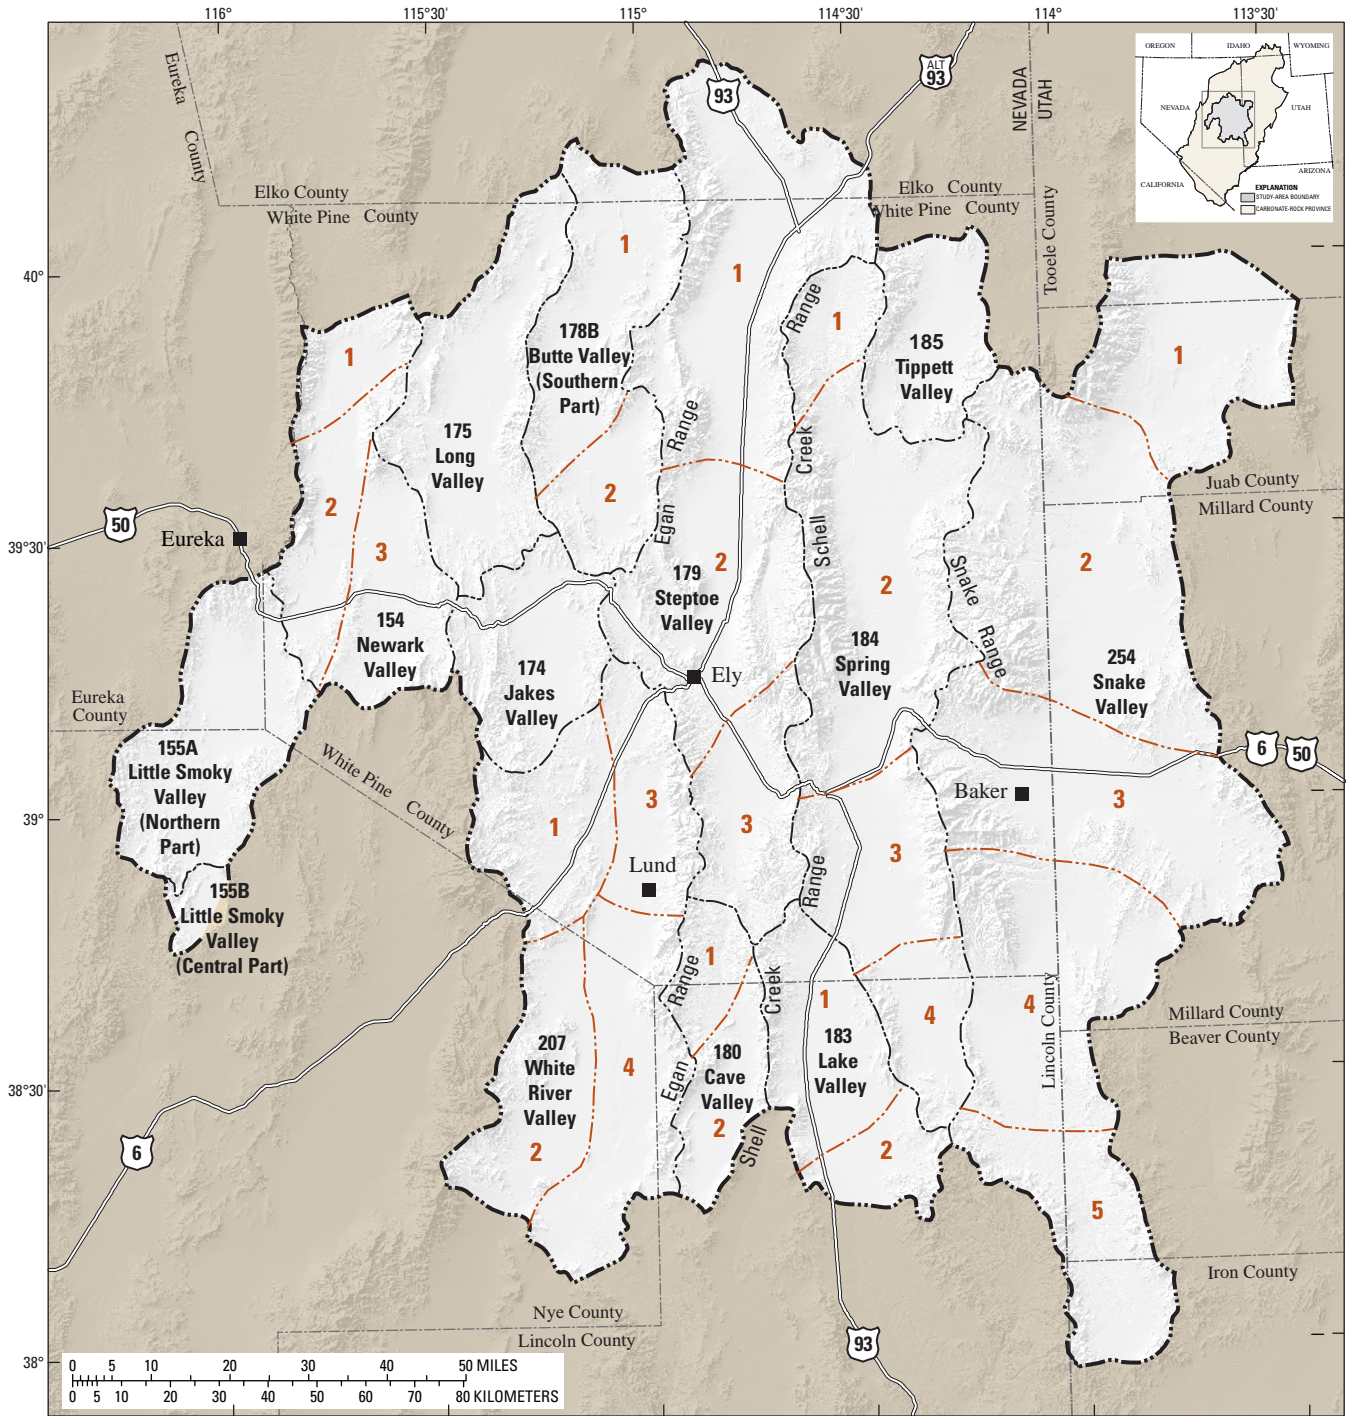 116°
115°30'
115°
114°30'
114°
113°30'
40°
39°30'
39°
38°30'
38°
OREGON
IDAHO
WYOMING
NEVADA
UTAH
CALIFORNIA
ARIZONA
EXPLANATION
STUDY-AREA BOUNDARY
CARBONATE-ROCK PROVINCE
93
ALT
93
NEVADA
UTAH
Eureka
County
Elko County
White Pine County
Elko County
White Pine County
Tooele County
1
1
1
1
1
Range
178B
Butte Valley
(Southern
Part)
185
Tippett
Valley
175
Long
Valley
Range
Creek
Egan
Schell
2
3
2
2
2
2
Juab County
Millard County
50
Eureka
179
Steptoe
Valley
Snake
Range
154
Newark
Valley
184
Spring
Valley
174
Jakes
Valley
Ely
254
Snake
Valley
Eureka
County
155A
Little Smoky
Valley
(Northern
Part)
White Pine
County
6
50
Baker
3
3
3
3
1
Lund
Range
155B
Little Smoky
Valley
(Central Part)
1
Range
Creek
1
4
4
Lincoln County
Millard County
Beaver County
207
White
River
Valley
4
180
Cave
Valley
183
Lake
Valley
Egan
2
2
Shell
2
6
5
Iron County
Nye County
Lincoln County
93
0 5 10 20 30 40 50 MILES
0 5 10 20 30 40 50 60 70 80 KILOMETERS